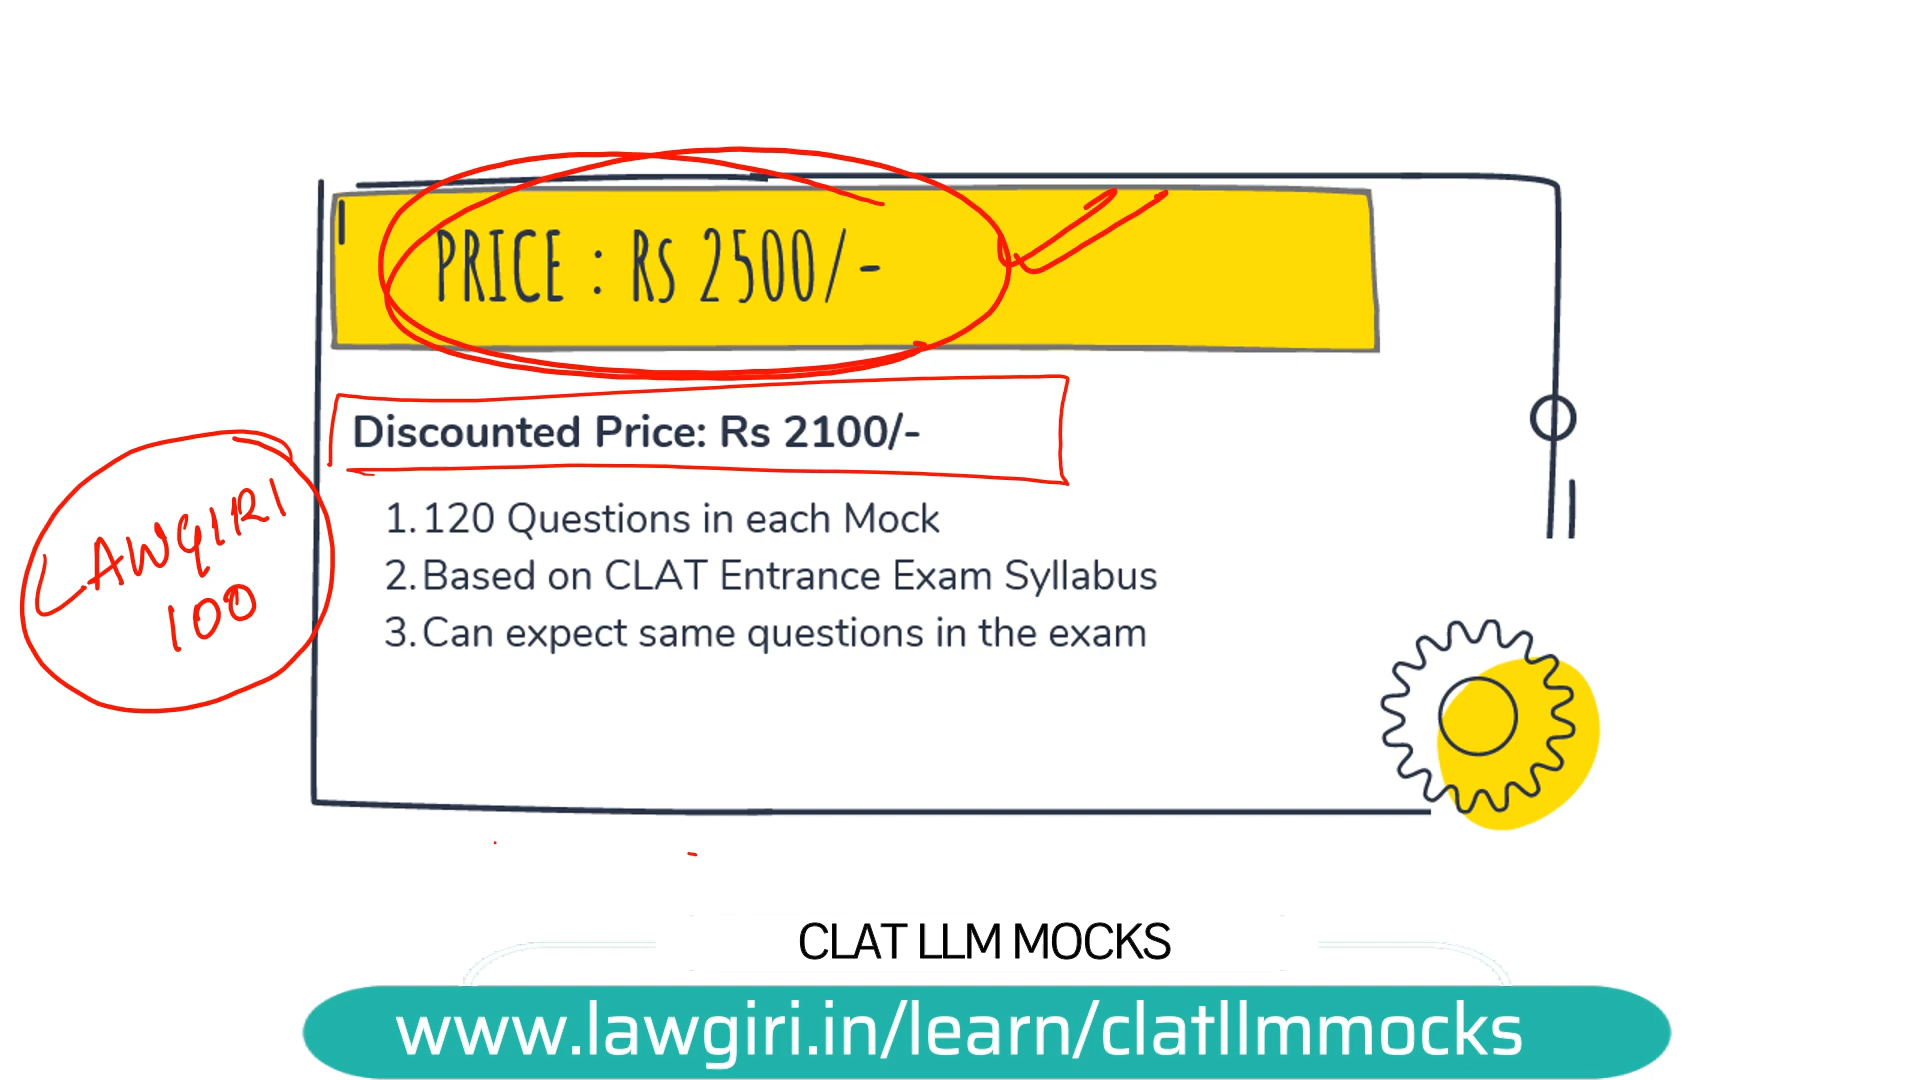 PRICE : RS 2500/-
Discounted Price: Rs 2100/-
1. 120 Questions in each Mock
2. Based on CLAT Entrance Exam Syllabus
3. Can expect same questions in the exam
LAWGIRI
100
CLAT LLM MOCKS
www.lawgiri.in/learn/clatllmmocks